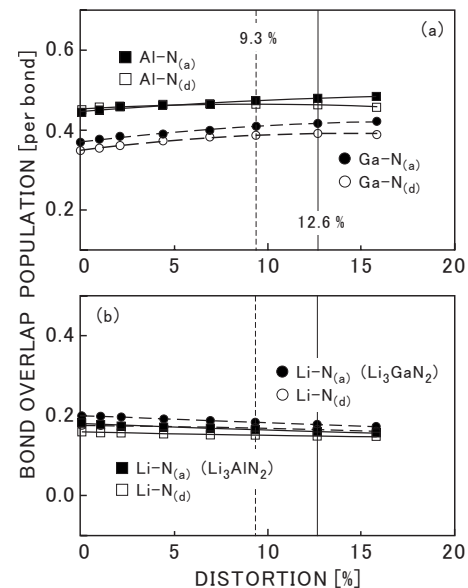 BOND OVERLAP POPULATION [per bond]
0.6
0.4
0.2
9.3 %
(a)
Al-N(a)
Al-N(d)
Ga-N(a)
Ga-N(d)
12.6 %
0 5 10 15 20
0.4
0.2
0.0
(b)
Li-N(a) (Li3GaN2)
Li-N(d)
Li-N(a) (Li3AlN2)
Li-N(d)
0 5 10 15 20
DISTORTION [%]